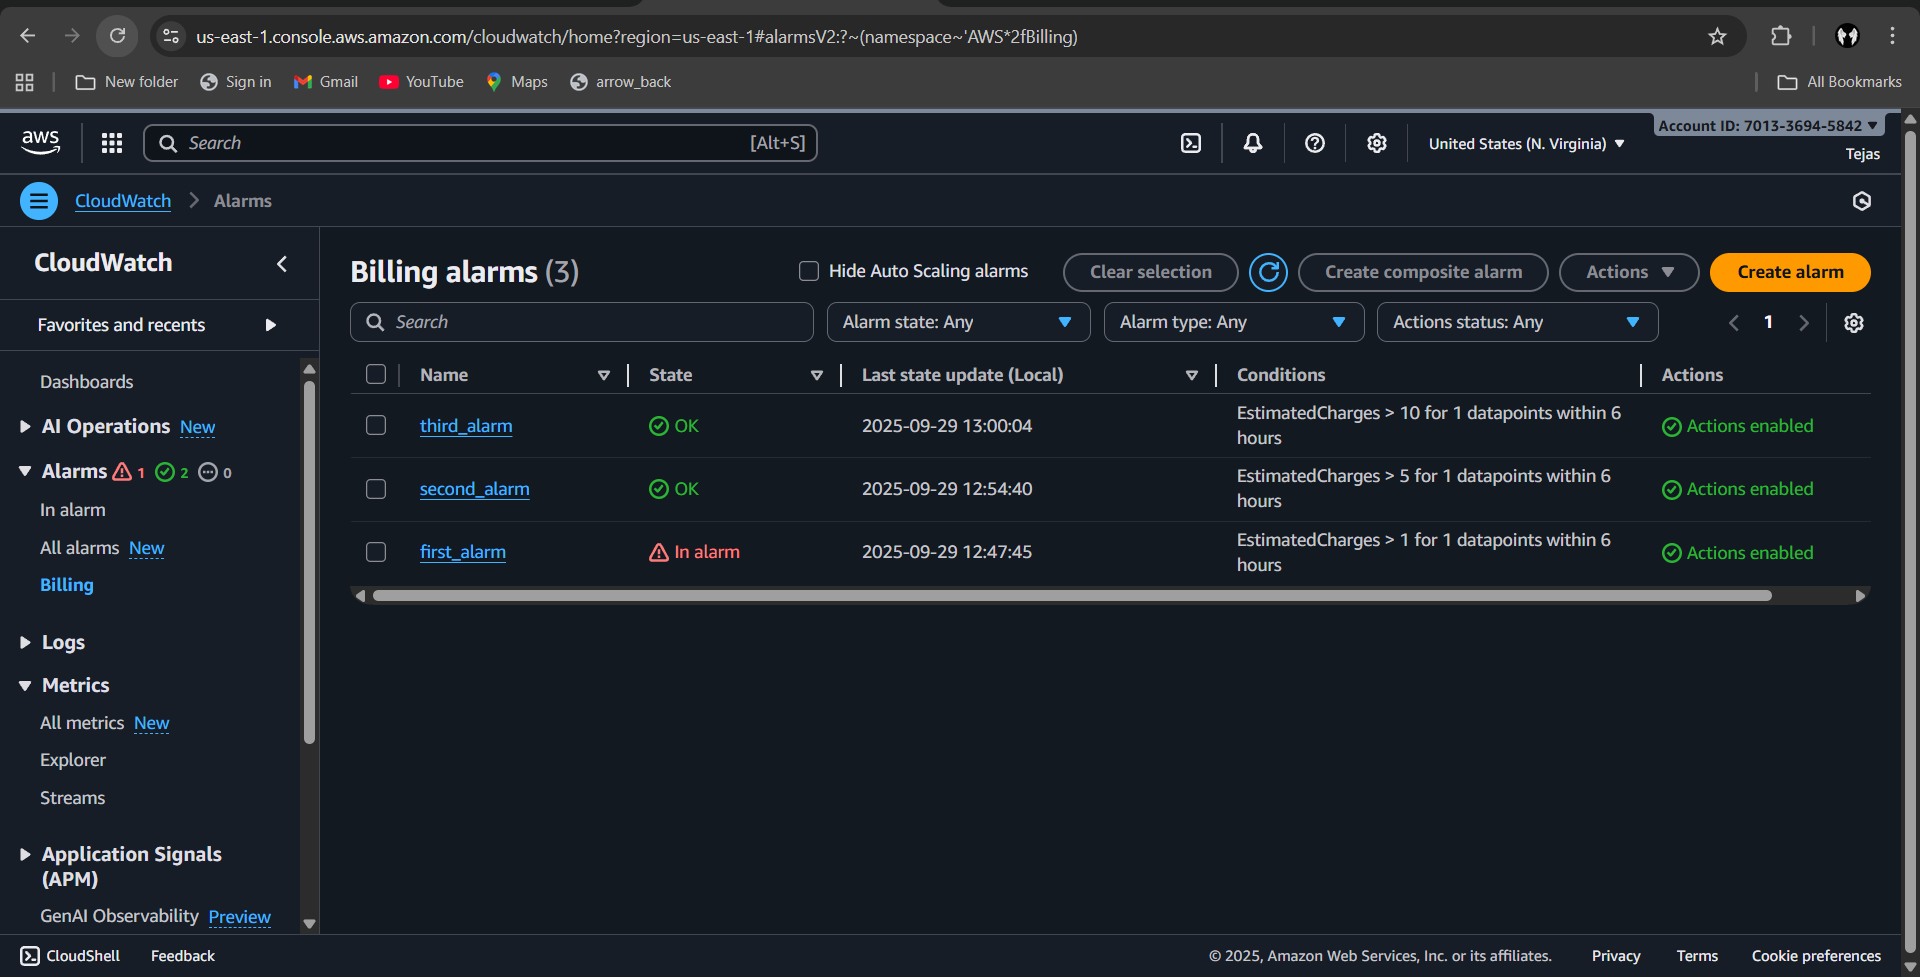 us-east-1.console.aws.amazon.com/cloudwatch/home?region=us-east-1#alarmsV2:?~(namespace~'AWS*2fBilling)
New folder
Sign in
Gmail
YouTube
Maps
arrow_back
All Bookmarks
aws
Search
[Alt+S]
United States (N. Virginia)
Account ID: 7013-3694-5842
Tejas
CloudWatch
Alarms
CloudWatch
Favorites and recents
Dashboards
AI Operations New
Alarms 1 2 0
In alarm
All alarms New
Billing
Logs
Metrics
All metrics New
Explorer
Streams
Application Signals
(APM)
GenAI Observability Preview
Billing alarms (3)
Hide Auto Scaling alarms
Clear selection
Create composite alarm
Actions
Create alarm
Search
Alarm state: Any
Alarm type: Any
Actions status: Any
1
Name
State
Last state update (Local)
Conditions
Actions
third_alarm
OK
2025-09-29 13:00:04
EstimatedCharges > 10 for 1 datapoints within 6
hours
Actions enabled
second_alarm
OK
2025-09-29 12:54:40
EstimatedCharges > 5 for 1 datapoints within 6
hours
Actions enabled
first_alarm
In alarm
2025-09-29 12:47:45
EstimatedCharges > 1 for 1 datapoints within 6
hours
Actions enabled
CloudShell
Feedback
© 2025, Amazon Web Services, Inc. or its affiliates.
Privacy
Terms
Cookie preferences